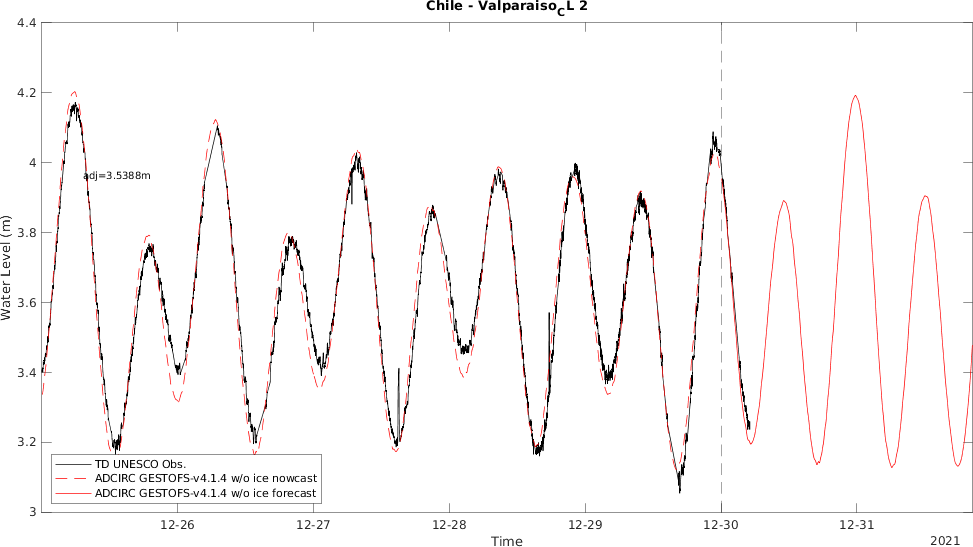 Chile - Valparaiso_CL 2
4.4
4.2
4
3.8
3.6
3.4
3.2
3
Water Level (m)
adj=3.5388m
TD UNESCO Obs.
ADCIRC GESTOFS-v4.1.4 w/o ice nowcast
ADCIRC GESTOFS-v4.1.4 w/o ice forecast
12-26
12-27
12-28
12-29
12-30
12-31
Time
2021